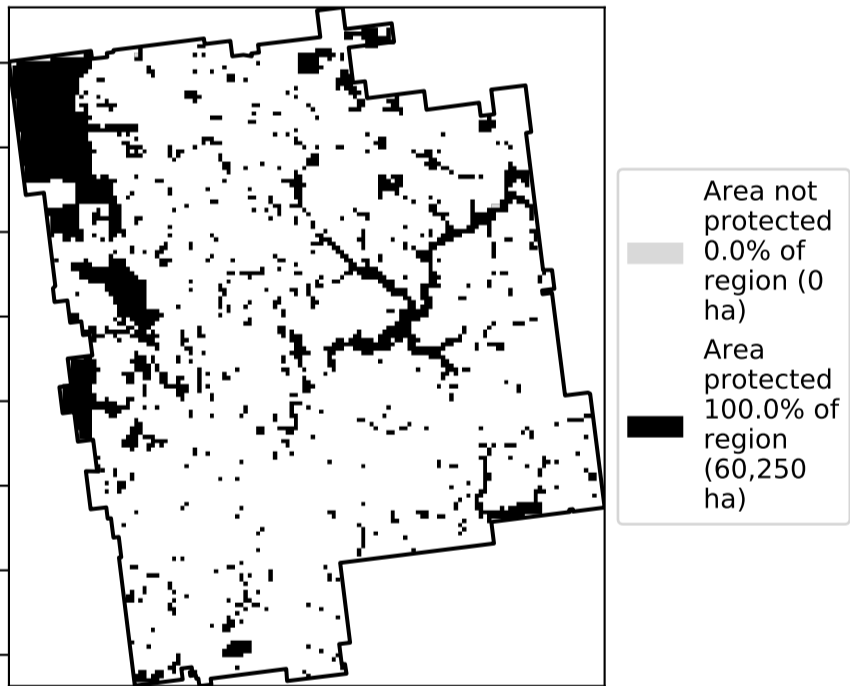 Area not
protected
0.0% of
region (0
ha)
Area
protected
100.0% of
region
(60,250
ha)